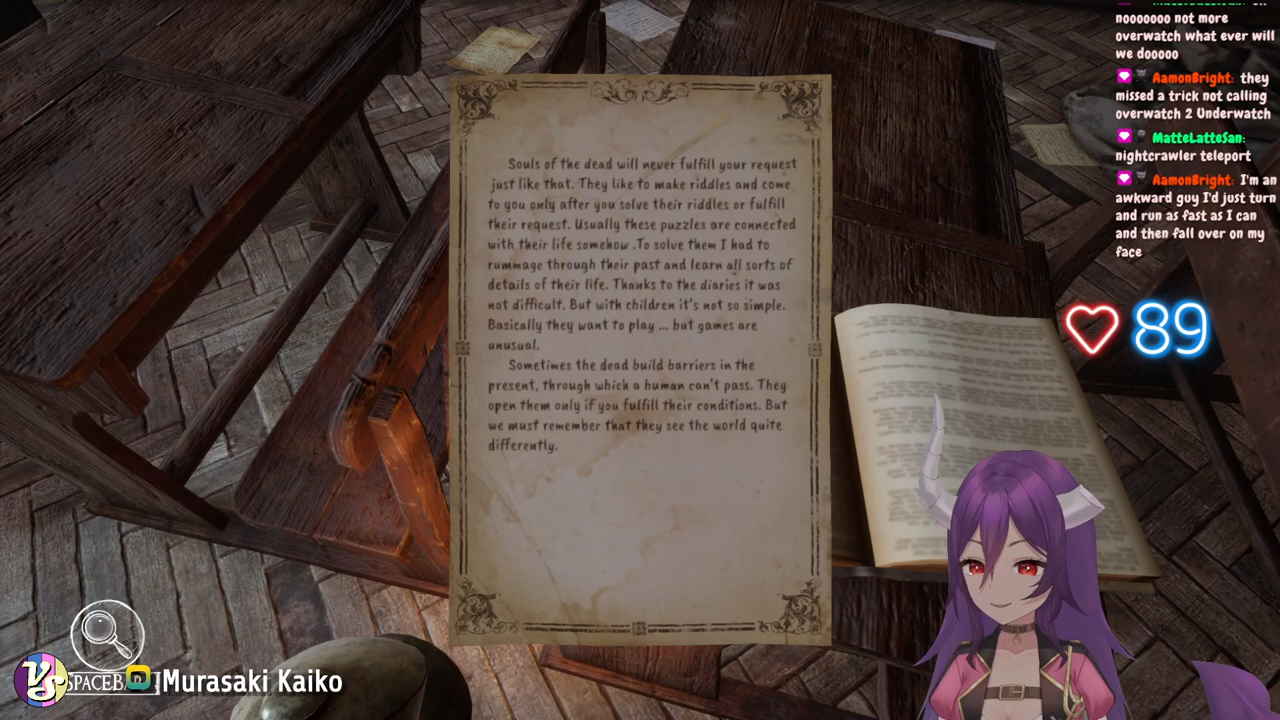 Souls of the dead will never fulfill your request
just like that. They like to make riddles and come
to you only after you solve their riddles or fulfill
their request. Usually these puzzles are connected
with their life somehow .To solve them I had to
rummage through their past and learn all sorts of
details of their life. Thanks to the diaries it was
not difficult. But with children it's not so simple.
Basically they want to play ... but games are
unusual.
Sometimes the dead build barriers in the
present, through which a human can't pass. They
open them only if you fulfill their conditions. But
we must remember that they see the world quite
differently.
nooooooo not more
overwatch what ever will
we dooooo
AamonBright: they
missed a trick not calling
overwatch 2 Underwatch
MatteLatteSan:
nightcrawler teleport
AamonBright: I'm an
awkward guy I'd just turn
and run as fast as I can
and then fall over on my
face
89
VS
Murasaki Kaiko